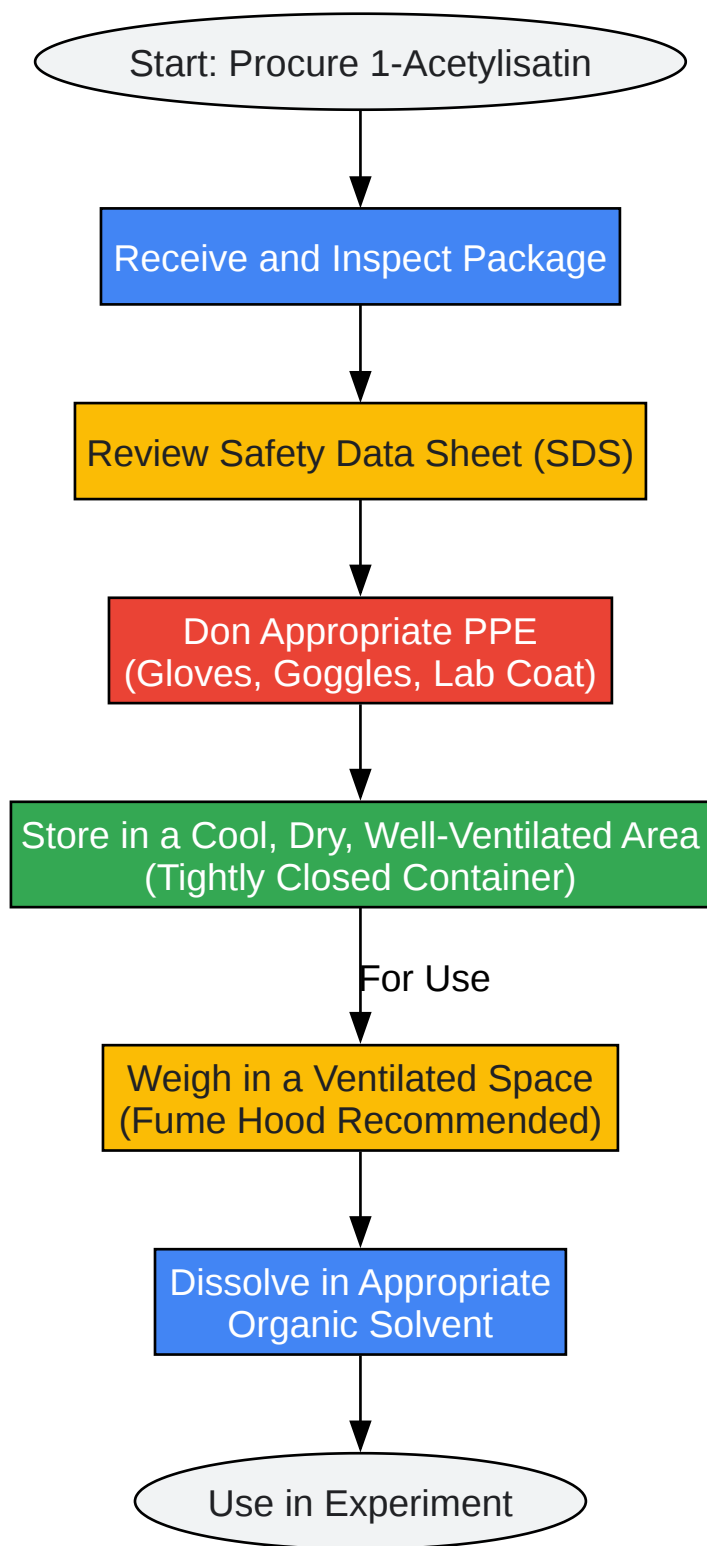 Start: Procure 1-Acetylisatin
Receive and Inspect Package
Review Safety Data Sheet (SDS)
Don Appropriate PPE
(Gloves, Goggles, Lab Coat)
Store in a Cool, Dry, Well-Ventilated Area
(Tightly Closed Container)
For Use
Weigh in a Ventilated Space
(Fume Hood Recommended)
Dissolve in Appropriate
Organic Solvent
Use in Experiment